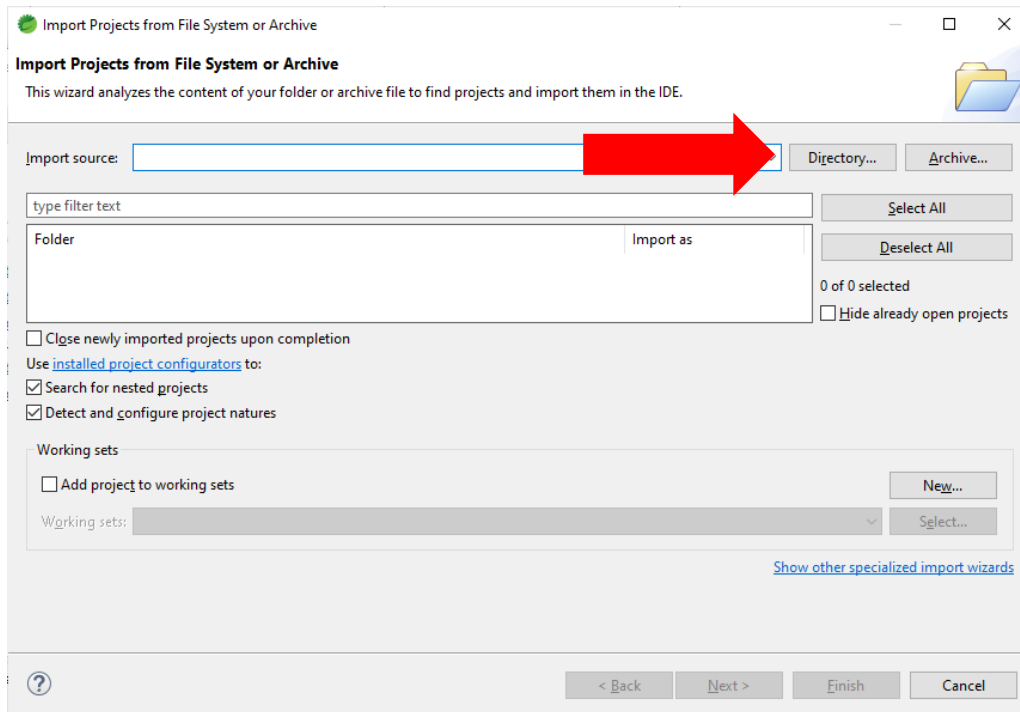 Import Projects from File System or Archive
Import Projects from File System or Archive
This wizard analyzes the content of your folder or archive file to find projects and import them in the IDE.
Import source: Directory... Archive...
type filter text Select All
Folder Import as
Deselect All
0 of 0 selected
Hide already open projects
Close newly imported projects upon completion
Use installed project configurators to:
Search for nested projects
Detect and configure project natures
Working sets
Add project to working sets New...
Working sets: Select...
Show other specialized import wizards
? < Back Next > Finish Cancel